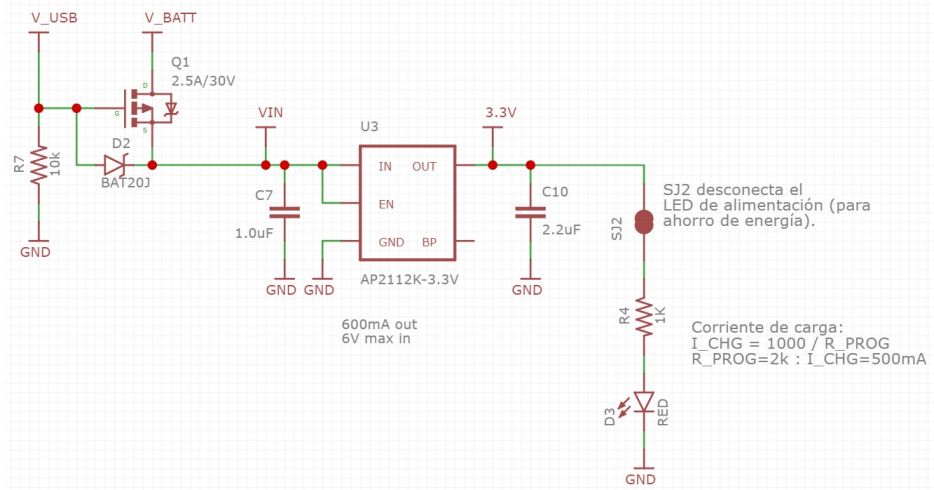 V_USB
V_BATT
Q1
2.5A/30V
D
G
S
R7
10k
D2
BAT20J
GND
VIN
C7
1.0uF
GND
GND
U3
IN
OUT
EN
GND
BP
AP2112K-3.3V
600mA out
6V max in
3.3V
C10
2.2uF
GND
SJ2
SJ2 desconecta el
LED de alimentación (para
ahorro de energía).
R4
1K
Corriente de carga:
I_CHG = 1000 / R_PROG
R_PROG=2k : I_CHG=500mA
D3
RED
GND